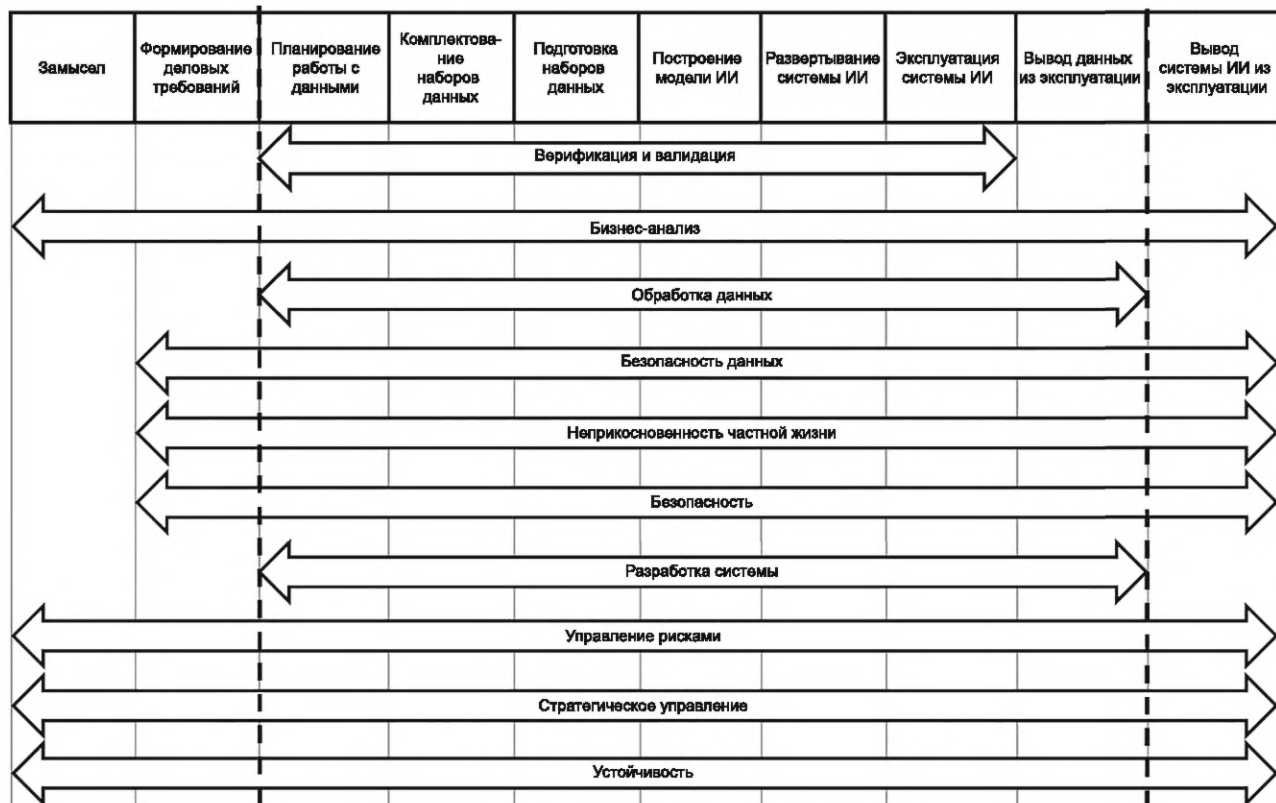 Замысел
Формирование
деловых
требований
Планирование
работы с
данными
Комплектова-
ние
наборов
данных
Подготовка
наборов
данных
Построение
модели ИИ
Развертывание
системы ИИ
Эксплуатация
системы ИИ
Вывод данных
из эксплуатации
Вывод
системы ИИ из
эксплуатации
Верификация и валидация
Бизнес-анализ
Обработка данных
Безопасность данных
Неприкосновенность частной жизни
Безопасность
Разработка системы
Управление рисками
Стратегическое управление
Устойчивость